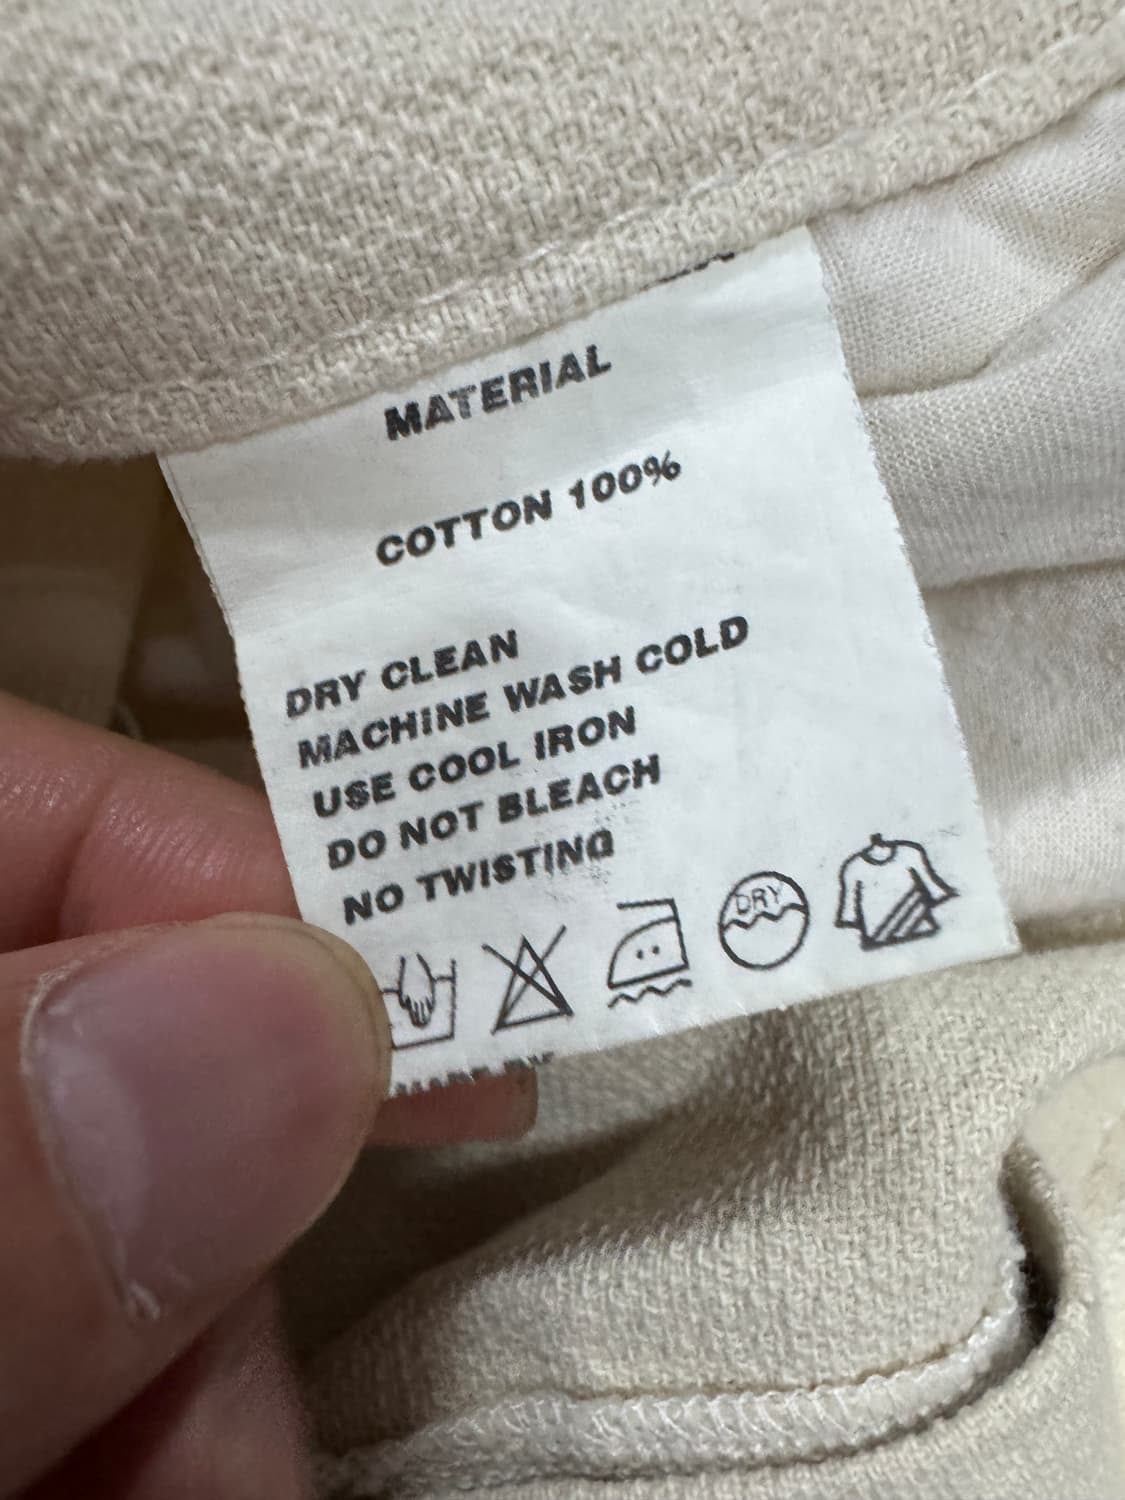 MATERIAL
COTTON 100%
DRY CLEAN
MACHINE WASH COLD
USE COOL IRON
DO NOT BLEACH
NO TWISTING
DRY